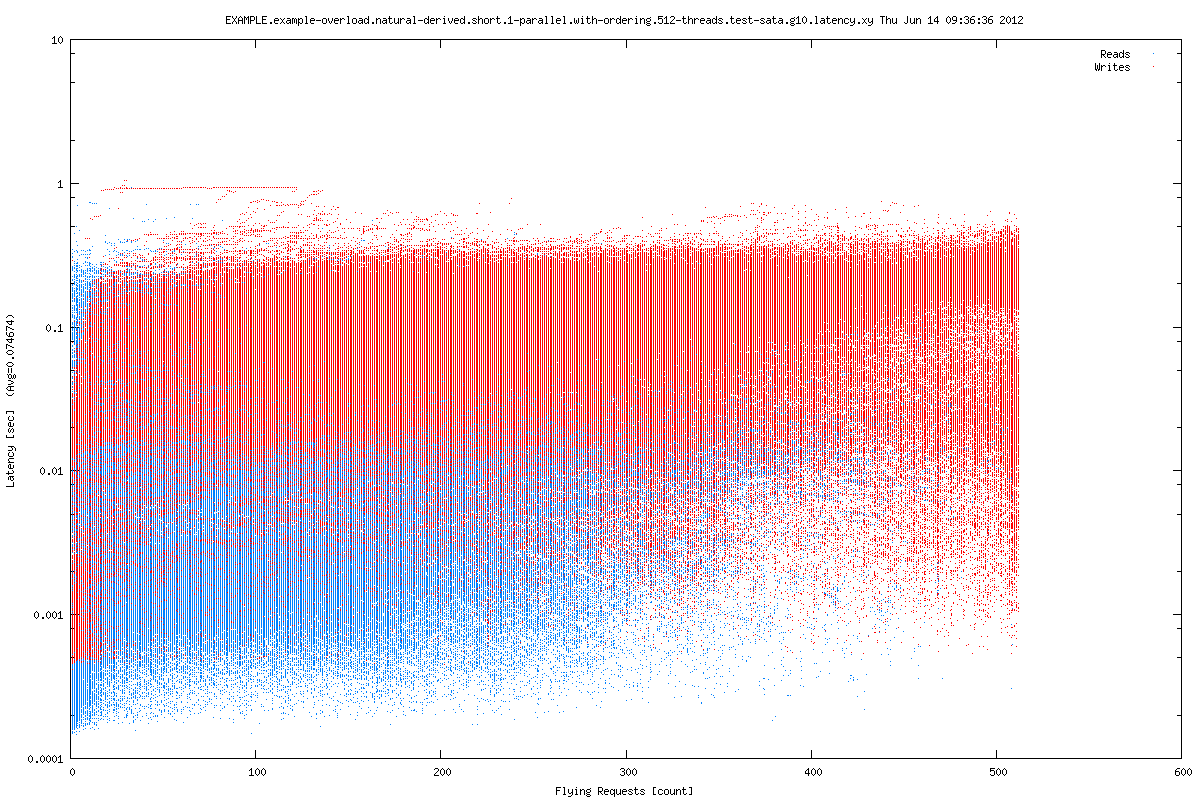 EXAMPLE.example-overload.natural-derived.short.1-parallel.with-ordering.512-threads.test-sata.g10.latency.xy Thu Jun 14 09:36:36 2012
10
Reads
Writes
1
0.1
Latency [sec] (Avg=0.074674)
0.01
0.001
0.0001
0 100 200 300 400 500 600
Flying Requests [count]